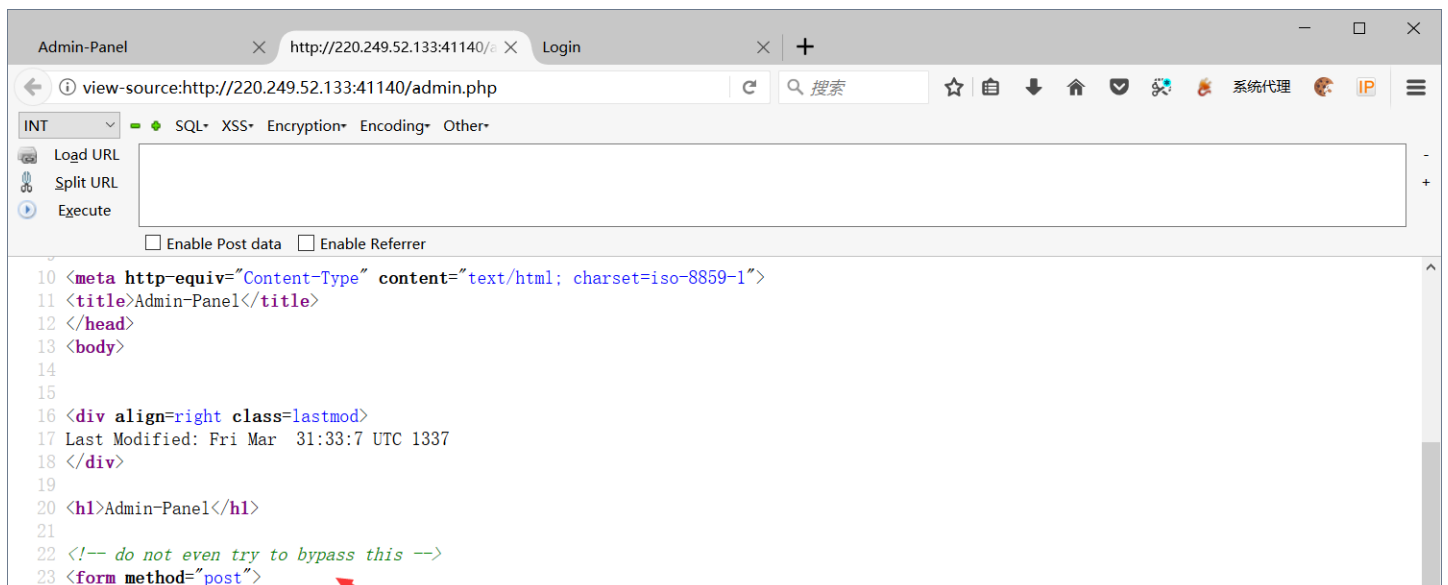 Admin-Panel http://220.249.52.133:41140/a Login
view-source:http://220.249.52.133:41140/admin.php 搜索 系统代理 IP
INT SQL XSS Encryption Encoding Other
Load URL
Split URL
Execute
Enable Post data Enable Referrer
10 <meta http-equiv="Content-Type" content="text/html; charset=iso-8859-1">
11 <title>Admin-Panel</title>
12 </head>
13 <body>
14
15
16 <div align=right class=lastmod>
17 Last Modified: Fri Mar  31:33:7 UTC 1337
18 </div>
19
20 <h1>Admin-Panel</h1>
21
22 <!-- do not even try to bypass this -->
23 <form method="post">